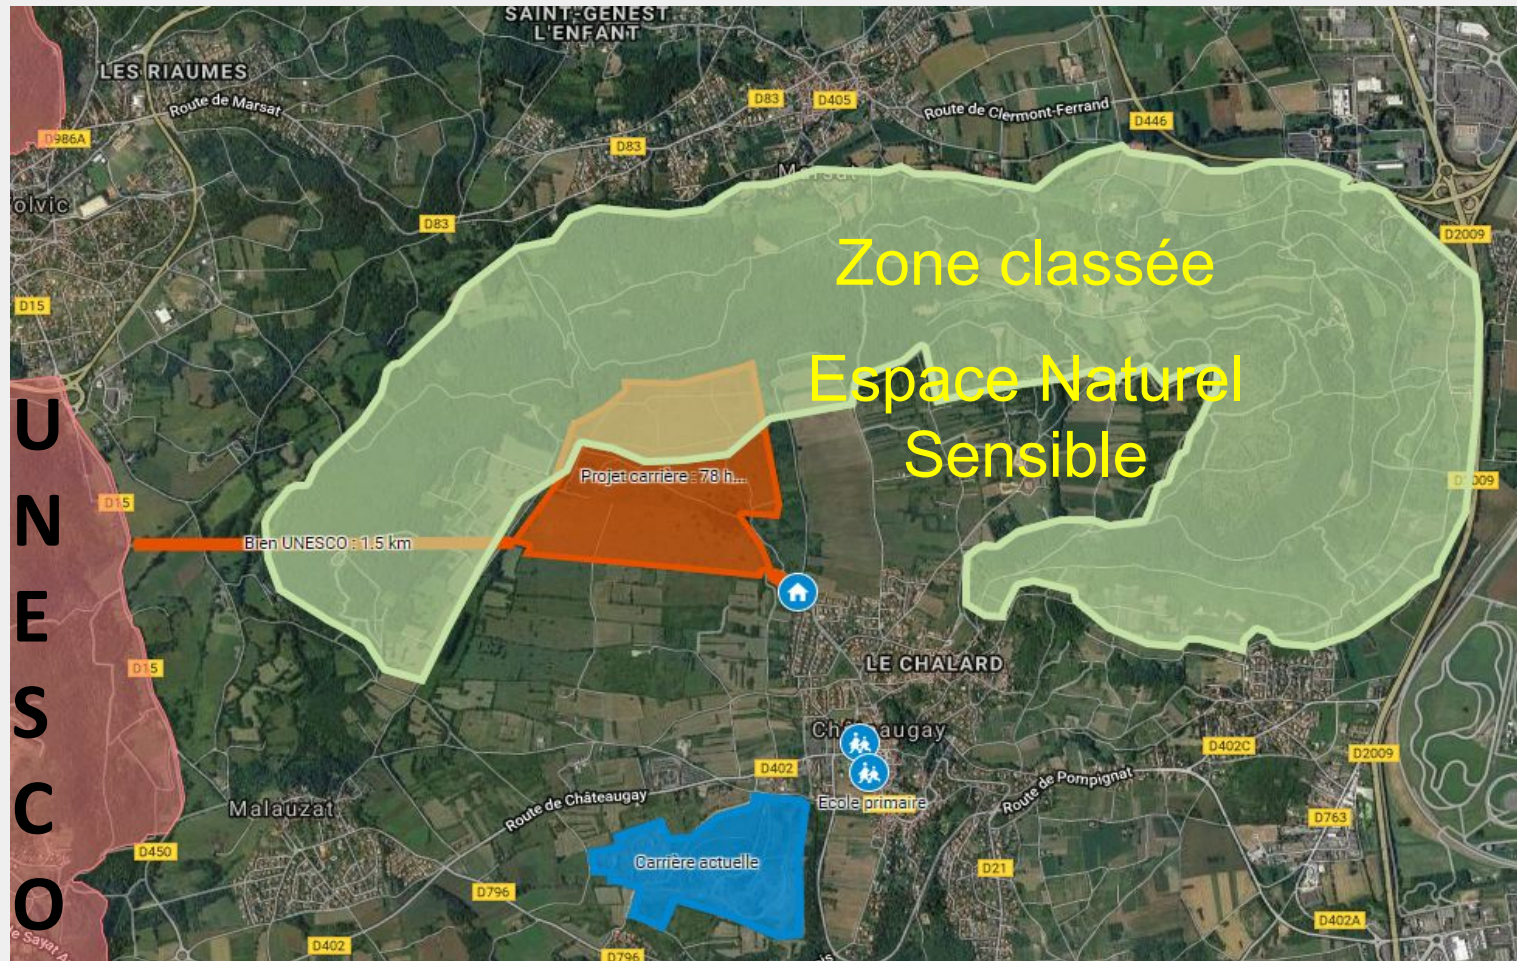 SAINT-GENEST
L'ENFANT
LES RIAUMES
Route de Marsat
D83
D405
Route de Clermont-Ferrand
D446
D986A
D83
Marsat
olvic
D83
D2009
Zone classée
D15
Espace Naturel
Sensible
U
N
E
S
C
O
Projet carrière : 78 h...
D15
Bien UNESCO : 1.5 km
D15
LE CHALARD
Châteaugay
D402C
D2009
D402
Route de Pompignat
Route de Châteaugay
Ecole primaire
Malauzat
D763
D450
Carrière actuelle
D21
D796
D402A
D402
D796